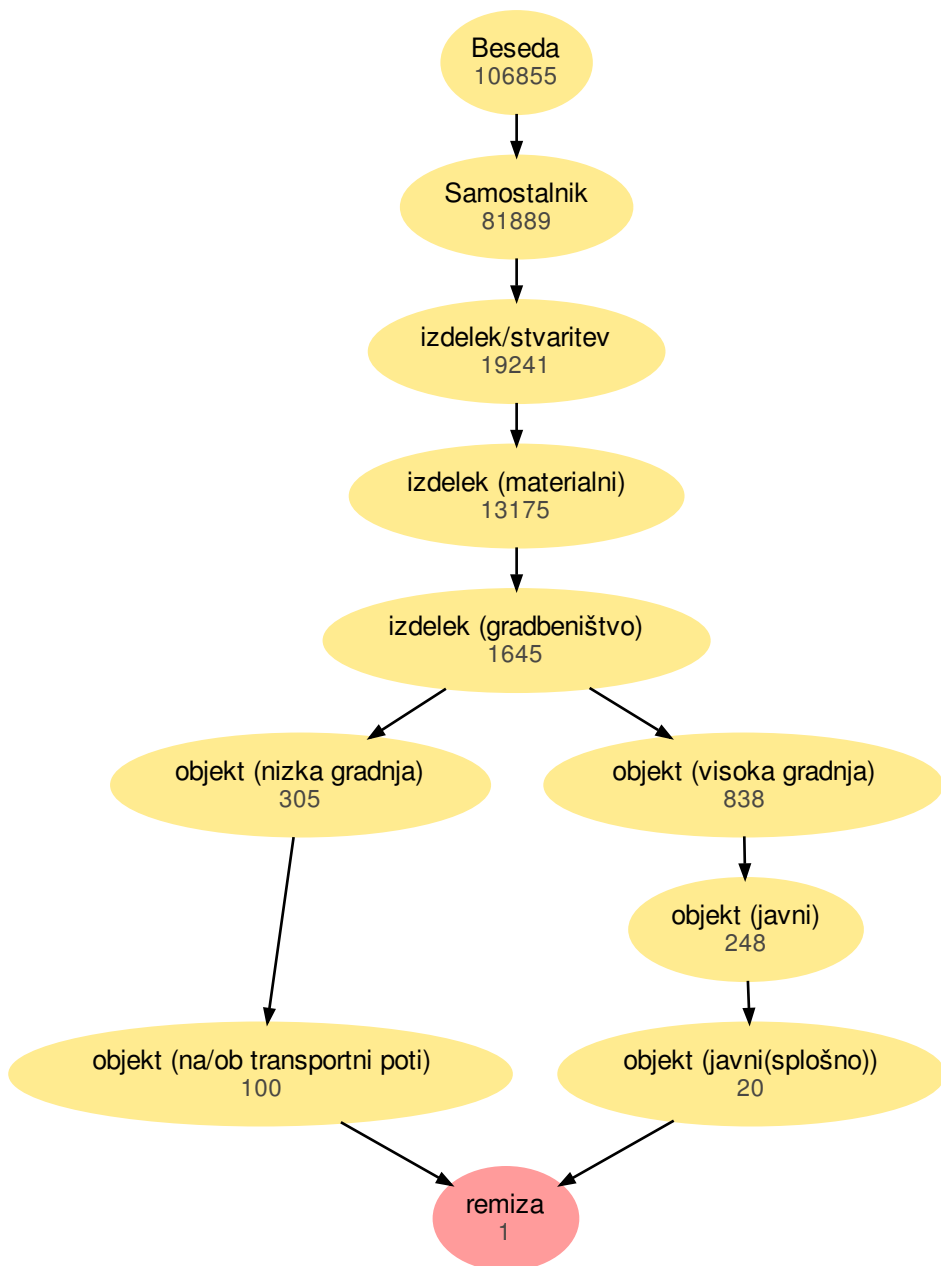 Beseda
106855
Samostalnik
81889
izdelek/stvaritev
19241
izdelek (materialni)
13175
izdelek (gradbeništvo)
1645
objekt (nizka gradnja)
305
objekt (visoka gradnja)
838
objekt (javni)
248
objekt (na/ob transportni poti)
100
objekt (javni(splošno))
20
remiza
1